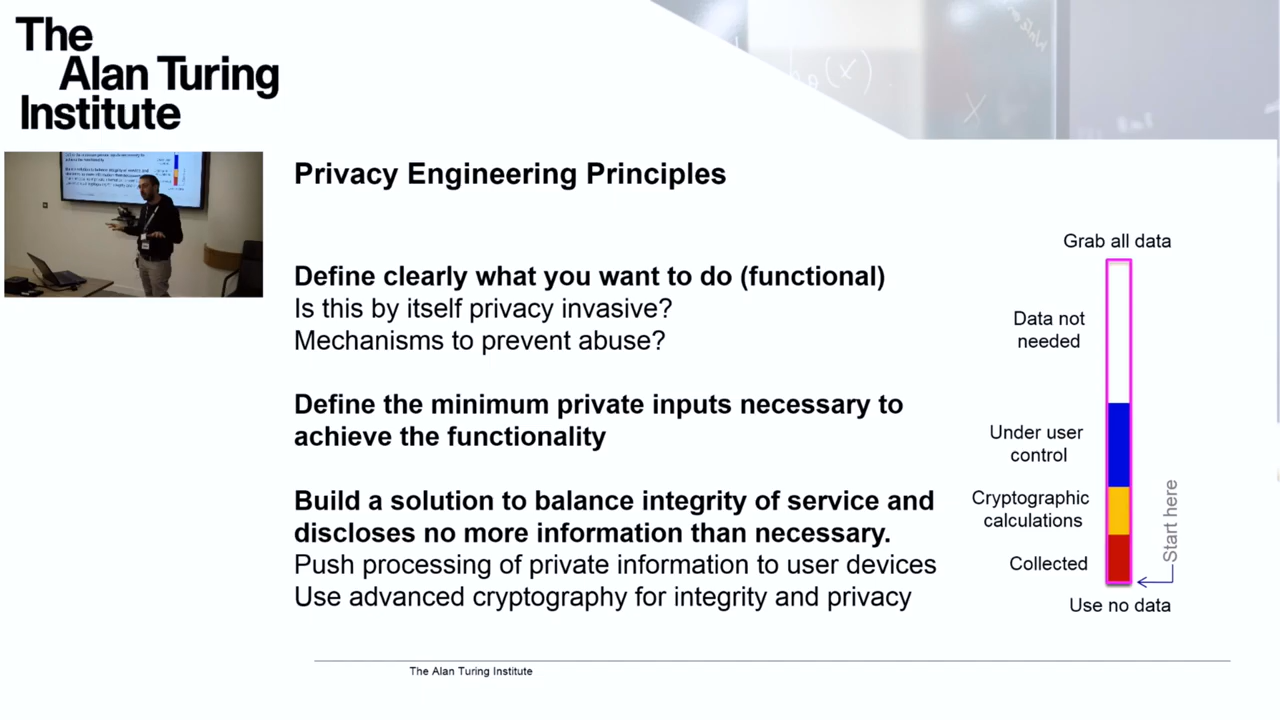 The
Alan Turing
Institute
Privacy Engineering Principles
Define clearly what you want to do (functional)
Is this by itself privacy invasive?
Mechanisms to prevent abuse?
Define the minimum private inputs necessary to
achieve the functionality
Build a solution to balance integrity of service and
discloses no more information than necessary.
Push processing of private information to user devices
Use advanced cryptography for integrity and privacy
Grab all data
Data not
needed
Under user
control
Cryptographic
calculations
Collected
Start here
Use no data
The Alan Turing Institute